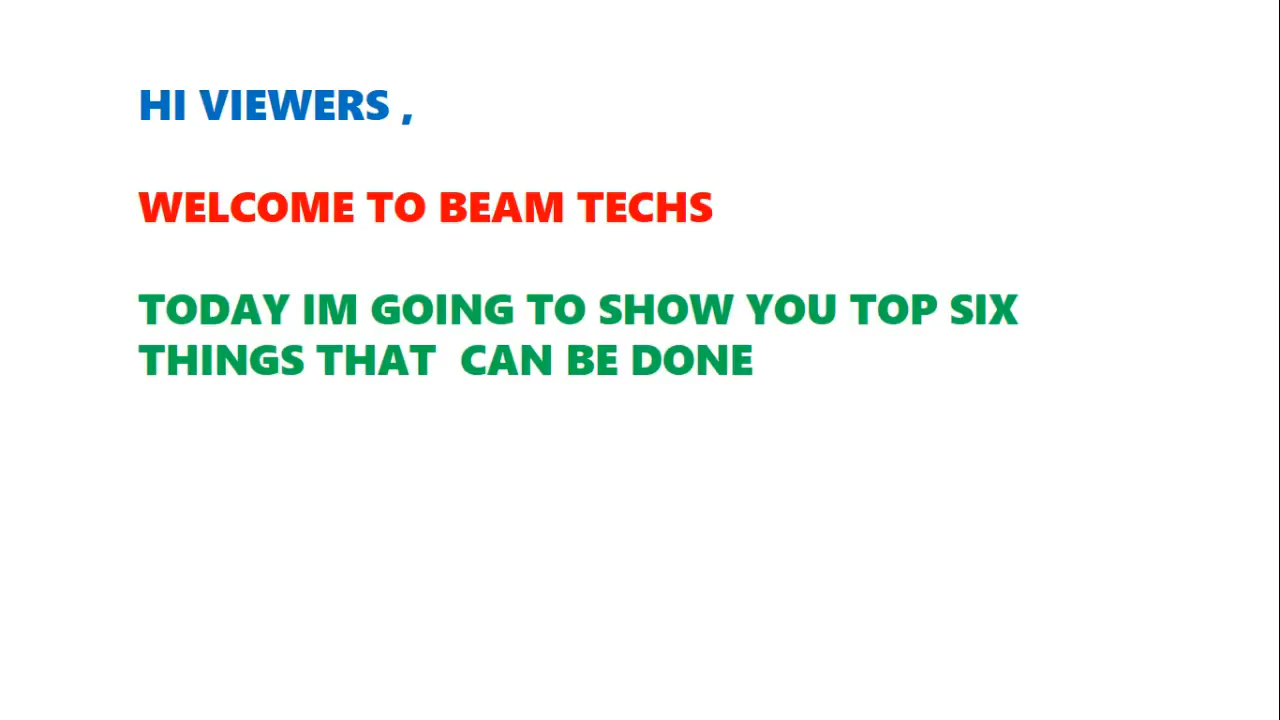 HI VIEWERS ,
WELCOME TO BEAM TECHS
TODAY IM GOING TO SHOW YOU TOP SIX
THINGS THAT  CAN BE DONE